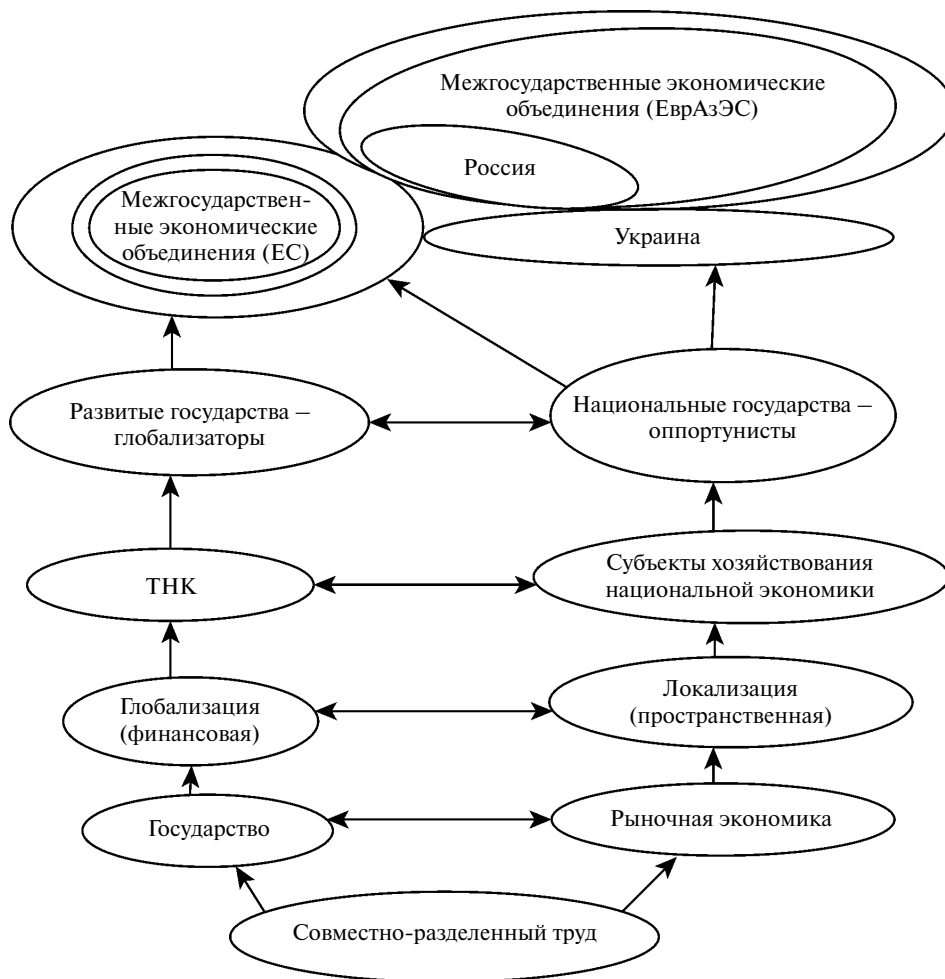 Межгосударственные экономические
объединения (ЕврАзЭС)
Россия
Межгосударствен-
ные экономические
объединения (ЕС)
Украина
Развитые государства –
глобализаторы
Национальные государства –
оппортунисты
ТНК
Субъекты хозяйствования
национальной экономики
Глобализация
(финансовая)
Локализация
(пространственная)
Государство
Рыночная экономика
Совместно-разделенный труд